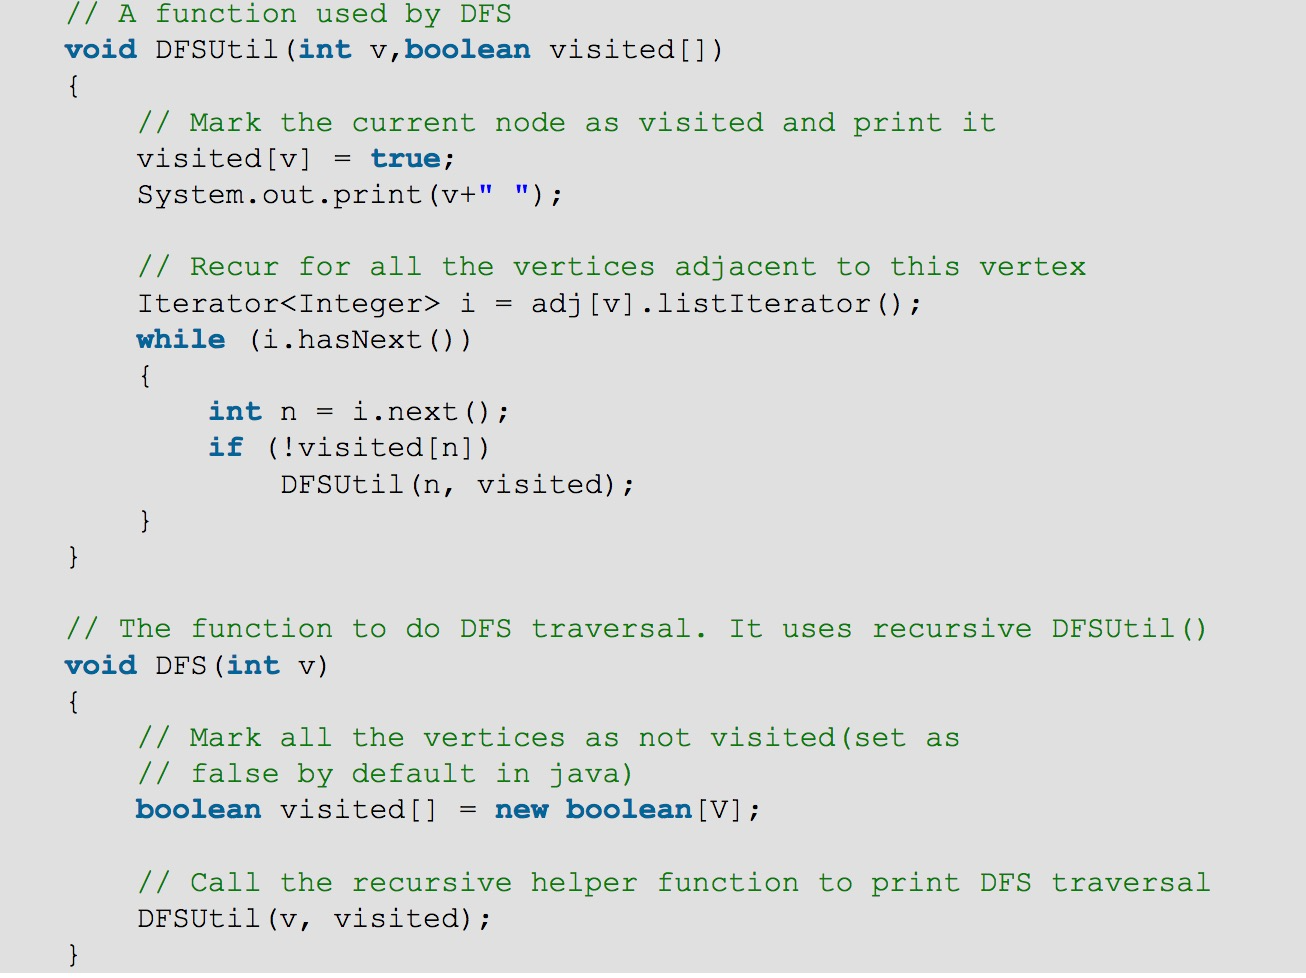 // A function used by DFS
void DFSUtil(int v,boolean visited[])
{
// Mark the current node as visited and print it
visited[v] = true;
System.out.print(v+" ");
// Recur for all the vertices adjacent to this vertex
Iterator<Integer> i = adj[v].listIterator();
while (i.hasNext())
{
int n = i.next();
if (!visited[n])
DFSUtil(n, visited);
}
}
// The function to do DFS traversal. It uses recursive DFSUtil()
void DFS(int v)
{
// Mark all the vertices as not visited(set as
// false by default in java)
boolean visited[] = new boolean[V];
// Call the recursive helper function to print DFS traversal
DFSUtil(v, visited);
}